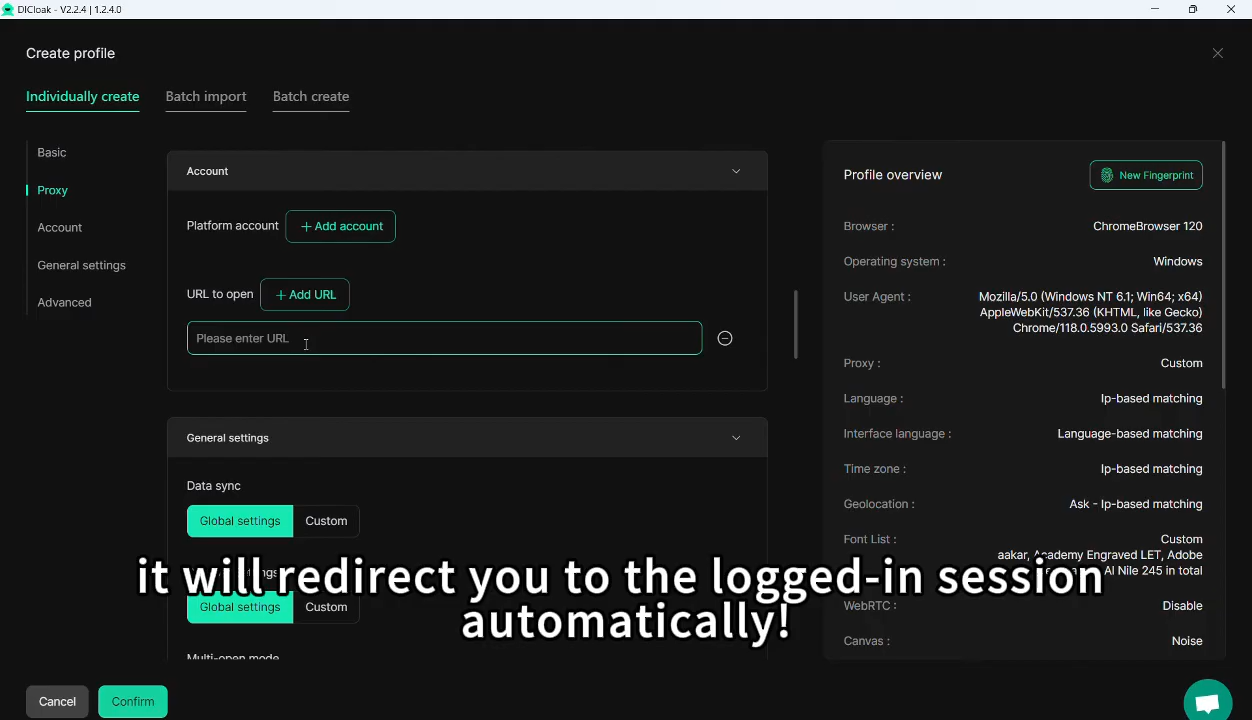 DICloak - V2.2.4 | 1.2.4.0
Create profile
Individually create
Batch import
Batch create
Basic
Proxy
Account
General settings
Advanced
Account
Platform account
+ Add account
URL to open
+ Add URL
Please enter URL
General settings
Data sync
Global settings
Custom
Global settings
Custom
Multi-open mode
Profile overview
New Fingerprint
Browser :
ChromeBrowser 120
Operating system :
Windows
User Agent :
Mozilla/5.0 (Windows NT 6.1; Win64; x64)
AppleWebKit/537.36 (KHTML, like Gecko)
Chrome/118.0.5993.0 Safari/537.36
Proxy :
Custom
Language :
Ip-based matching
Interface language :
Language-based matching
Time zone :
Ip-based matching
Geolocation :
Ask - Ip-based matching
Font List :
Custom
aakar, Academy Engraved LET, Adobe
Al Nile 245 in total
WebRTC :
Disable
Canvas :
Noise
it will redirect you to the logged-in session
automatically!
Cancel
Confirm